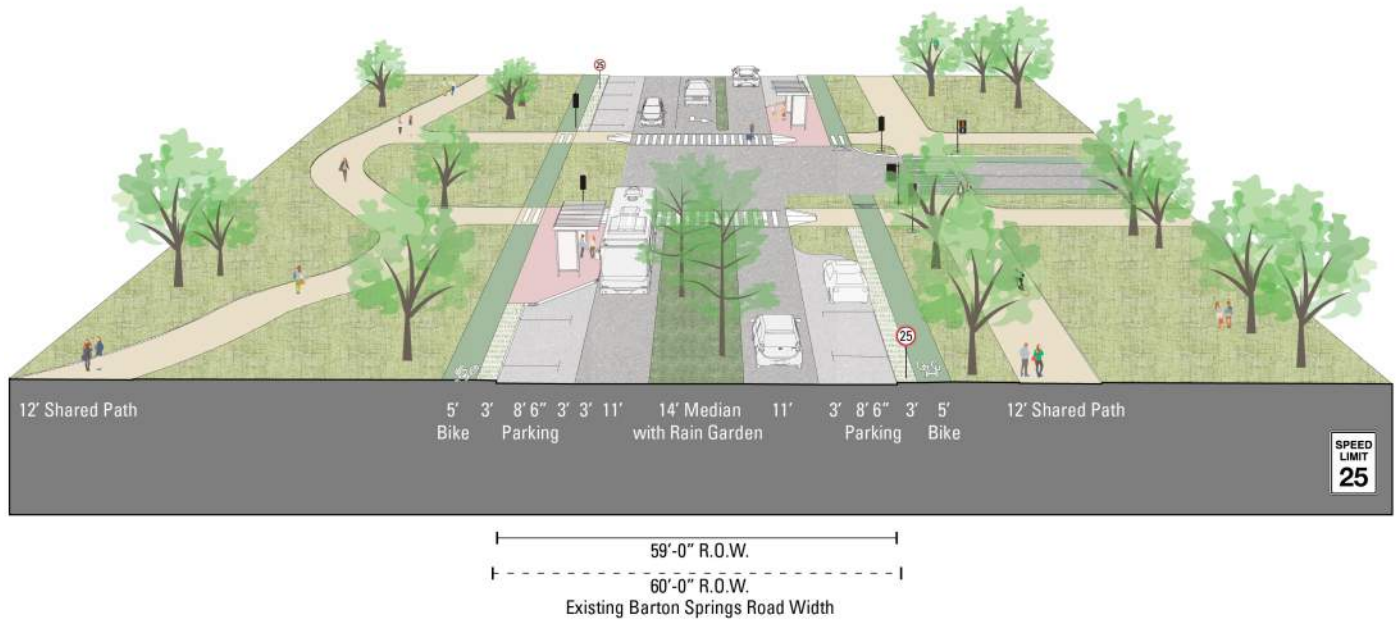 25
25
12' Shared Path
5'
Bike
3'
8' 6"
Parking
3'
3'
11'
14' Median
with Rain Garden
11'
3'
8' 6"
Parking
3'
5'
Bike
12' Shared Path
SPEED
LIMIT
25
59'-0" R.O.W.
60'-0" R.O.W.
Existing Barton Springs Road Width